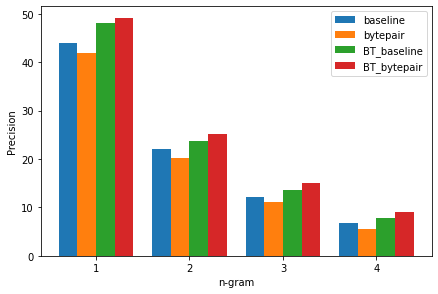 50
40
30
20
10
0
Precision
1 2 3 4
n-gram
baseline
bytepair
BT_baseline
BT_bytepair